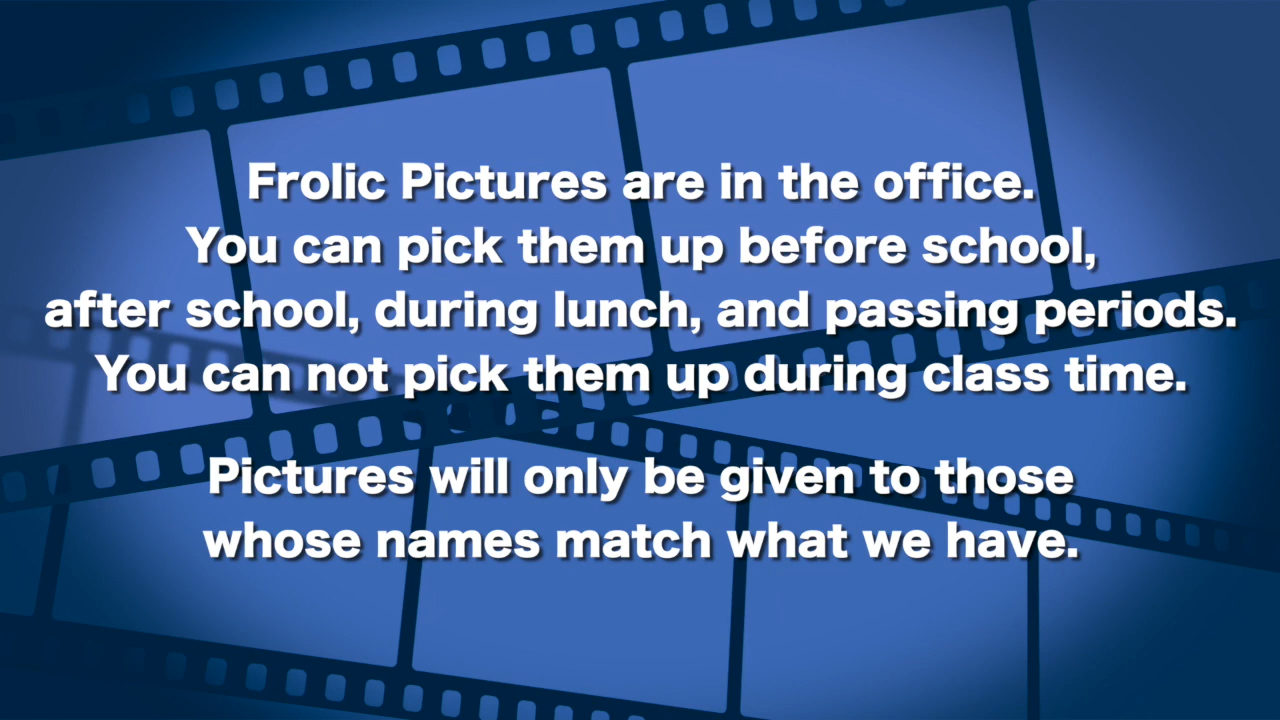 Frolic Pictures are in the office.
You can pick them up before school,
after school, during lunch, and passing periods.
You can not pick them up during class time.
Pictures will only be given to those
whose names match what we have.